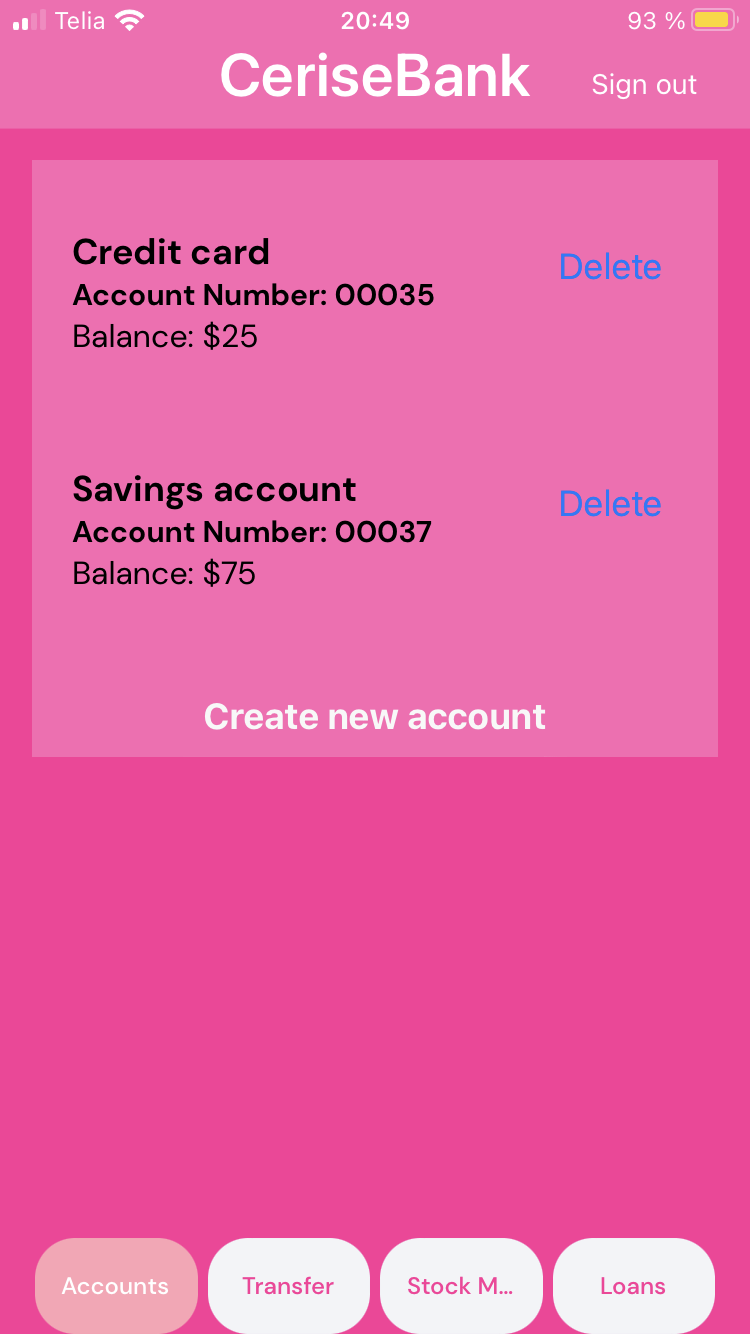 Telia 20:49 93 %
CeriseBank
Sign out
Credit card
Delete
Account Number: 00035
Balance: $25
Savings account
Delete
Account Number: 00037
Balance: $75
Create new account
Accounts Transfer Stock M... Loans